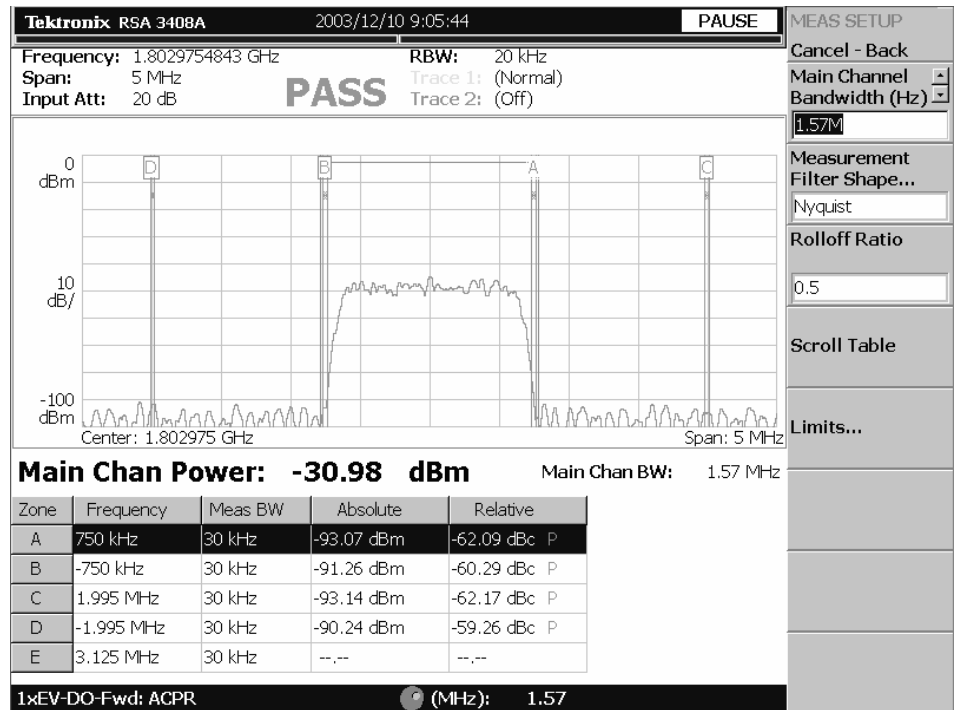 Tektronix RSA 3408A 2003/12/10 9:05:44 PAUSE
Frequency: 1.8029754843 GHz RBW: 20 kHz
Span: 5 MHz Trace 1: (Normal)
Input Att: 20 dB PASS Trace 2: (Off)
0
dBm
D B A C
10
dB/
-100
dBm
Center: 1.802975 GHz Span: 5 MHz
Main Chan Power: -30.98 dBm Main Chan BW: 1.57 MHz
Zone Frequency Meas BW Absolute Relative
A 750 kHz 30 kHz -93.07 dBm -62.09 dBc P
B -750 kHz 30 kHz -91.26 dBm -60.29 dBc P
C 1.995 MHz 30 kHz -93.14 dBm -62.17 dBc P
D -1.995 MHz 30 kHz -90.24 dBm -59.26 dBc P
E 3.125 MHz 30 kHz --.-- --.--
1xEV-DO-Fwd: ACPR (MHz): 1.57
MEAS SETUP
Cancel - Back
Main Channel
Bandwidth (Hz)
1.57M
Measurement
Filter Shape...
Nyquist
Rolloff Ratio
0.5
Scroll Table
Limits...